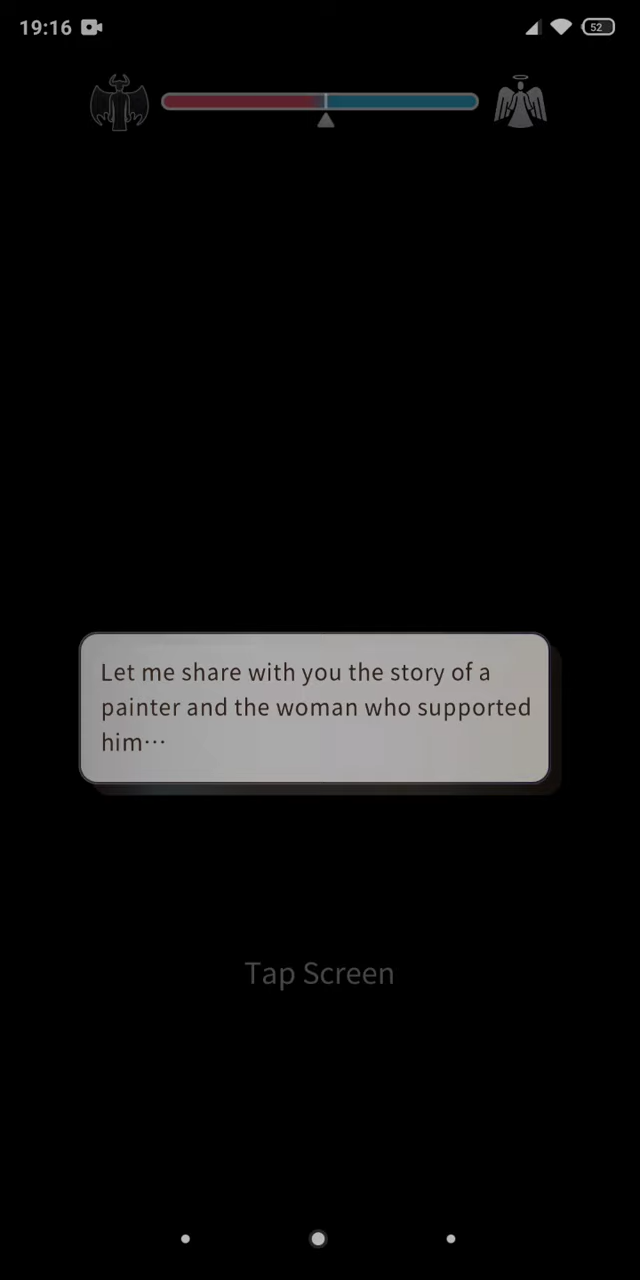 19:16
52
Let me share with you the story of a
painter and the woman who supported
him···
Tap Screen